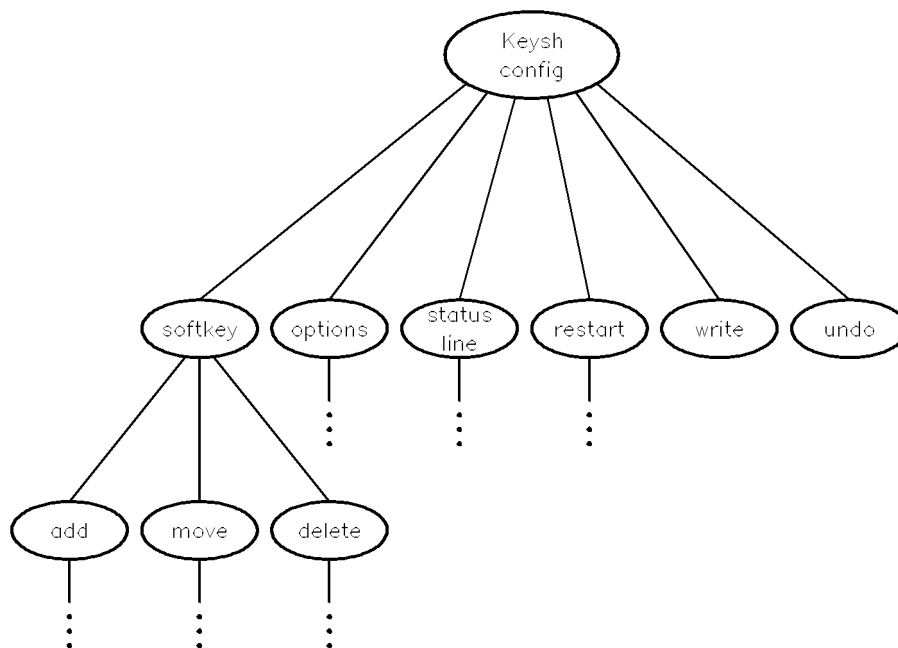 Keysh
config
softkey
options
status
line
restart
write
undo
add
move
delete